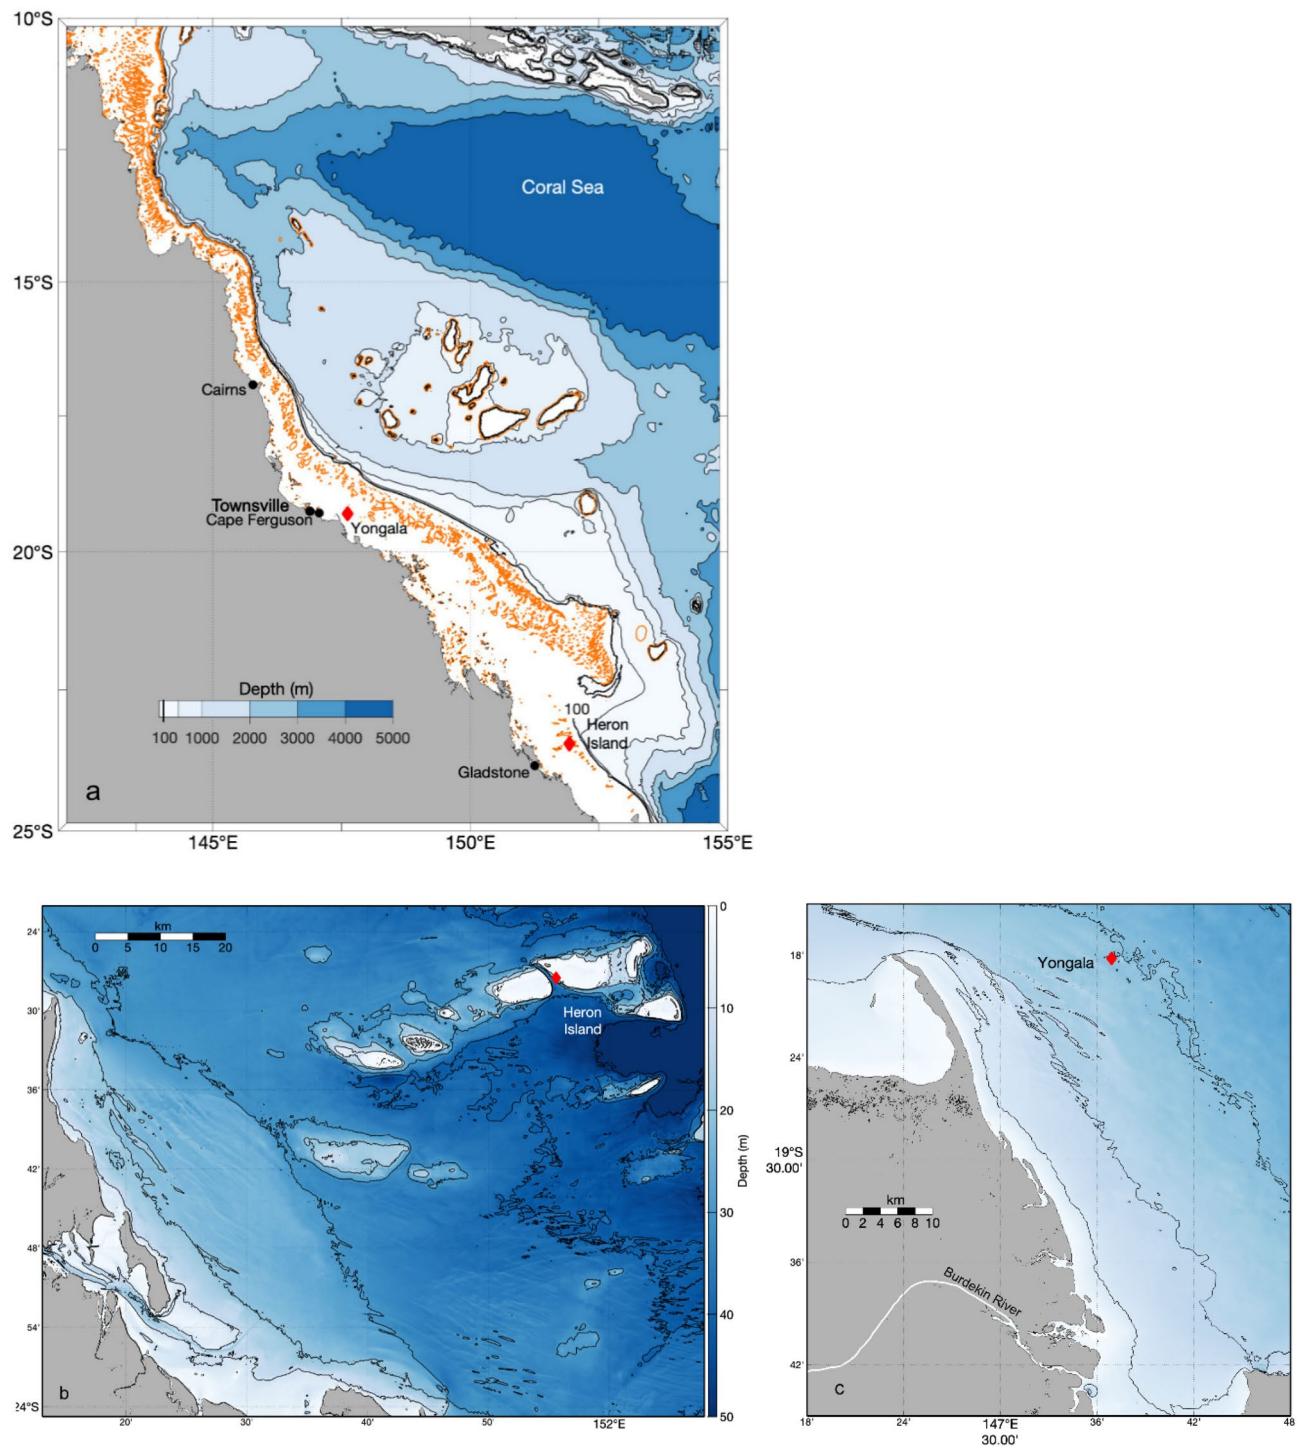 10°S
Coral Sea
15°S
Cairns
Townsville
Cape Ferguson
Yongala
20°S
Depth (m)
100 1000 2000 3000 4000 5000
100
Heron
Island
Gladstone
a
25°S
145°E 150°E 155°E
km
0 5 10 15 20
24'
30'
36'
42'
48'
54'
24°S
Heron
Island
b
20' 30' 40' 50' 152°E
0
10
20
30
40
50
Depth (m)
18'
24'
19°S
30.00'
36'
42'
Yongala
km
0 2 4 6 8 10
Burdekin River
c
18' 24' 147°E 36' 42' 48'
30.00'